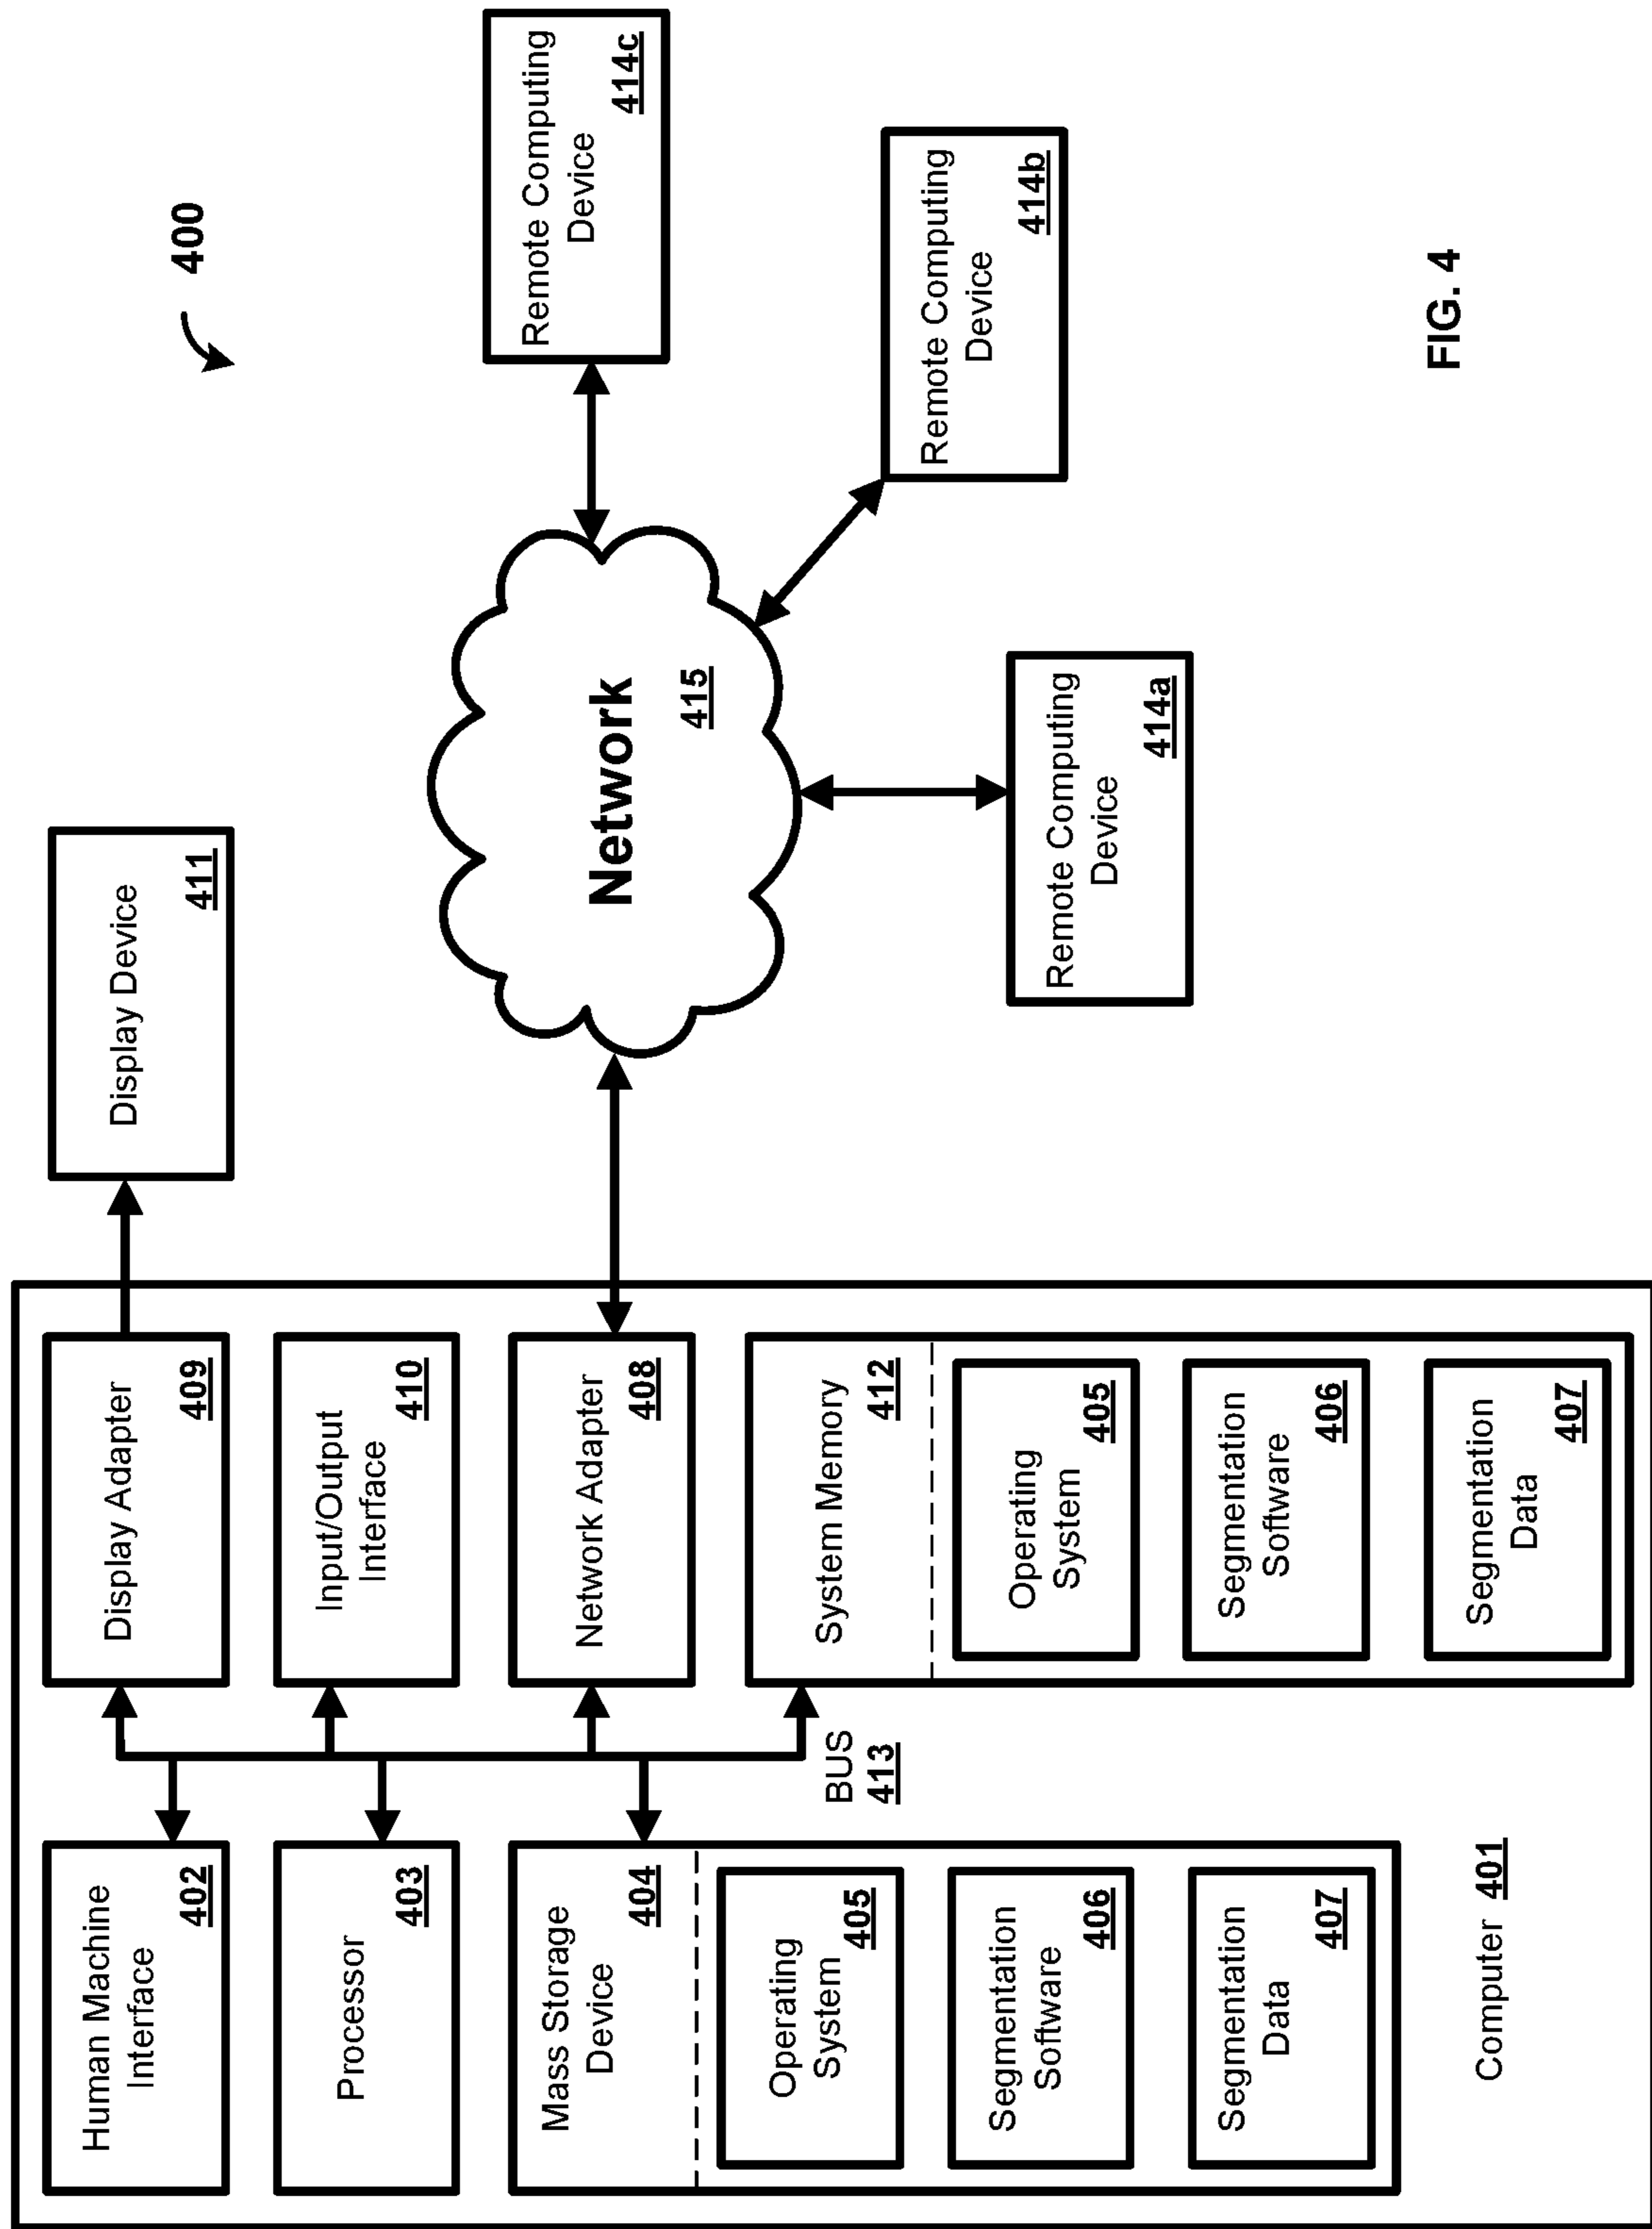 400
Human Machine
Interface
402
Processor
403
Mass Storage
Device
404
Operating
System
405
Segmentation
Software
406
Segmentation
Data
407
Computer 401
BUS
413
Display Adapter
409
Input/Output
Interface
410
Network Adapter
408
System Memory
412
Operating
System
405
Segmentation
Software
406
Segmentation
Data
407
Display Device
411
Network
415
Remote Computing
Device
414a
Remote Computing
Device
414b
Remote Computing
Device
414c
FIG. 4